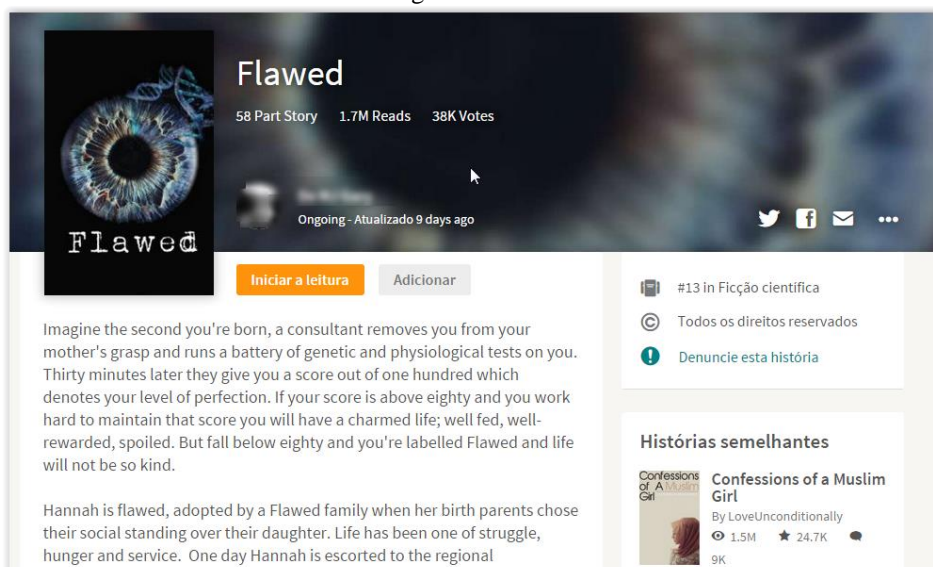 Flawed
58 Part Story 1.7M Reads 38K Votes
Ongoing - Atualizado 9 days ago
Flawed
Iniciar a leitura Adicionar
Imagine the second you're born, a consultant removes you from your
mother's grasp and runs a battery of genetic and physiological tests on you.
Thirty minutes later they give you a score out of one hundred which
denotes your level of perfection. If your score is above eighty and you work
hard to maintain that score you will have a charmed life; well fed, well-
rewarded, spoiled. But fall below eighty and you're labelled Flawed and life
will not be so kind.
Hannah is flawed, adopted by a Flawed family when her birth parents chose
their social standing over their daughter. Life has been one of struggle,
hunger and service. One day Hannah is escorted to the regional
#13 in Ficção científica
Todos os direitos reservados
Denuncie esta história
Histórias semelhantes
Confessions
of A Muslim
Girl
Confessions of a Muslim
Girl
By LoveUnconditionally
1.5M 24.7K
9K